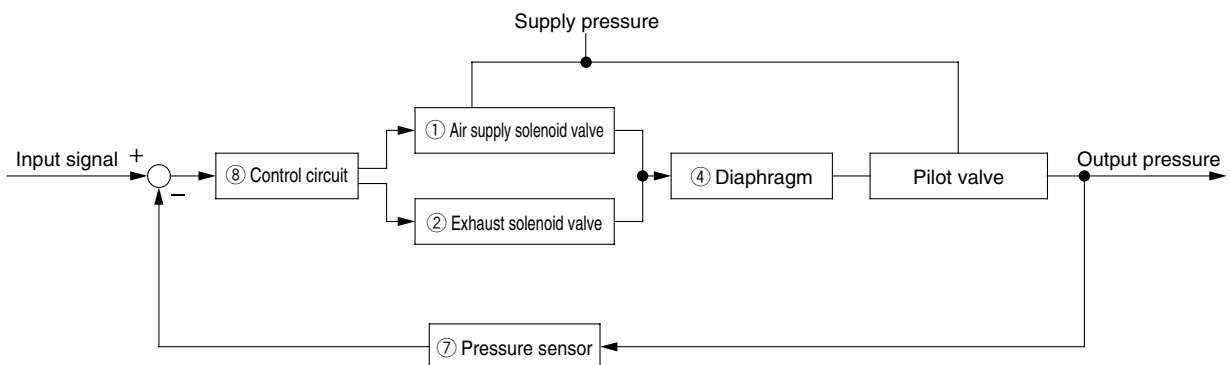 Supply pressure
① Air supply solenoid valve
Input signal
+
−
⑧ Control circuit
④ Diaphragm
Pilot valve
Output pressure
② Exhaust solenoid valve
⑦ Pressure sensor